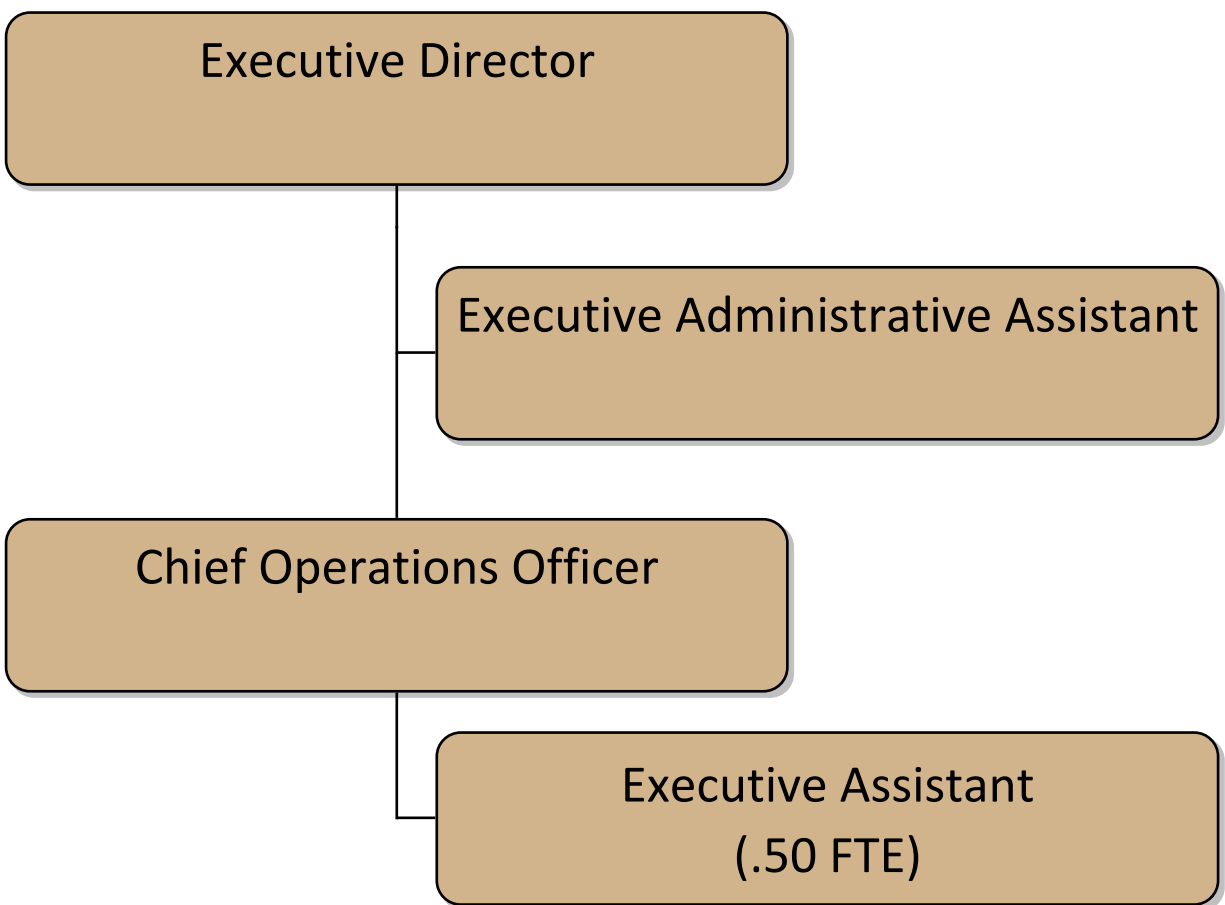 Executive Director
Executive Administrative Assistant
Chief Operations Officer
Executive Assistant
(.50 FTE)